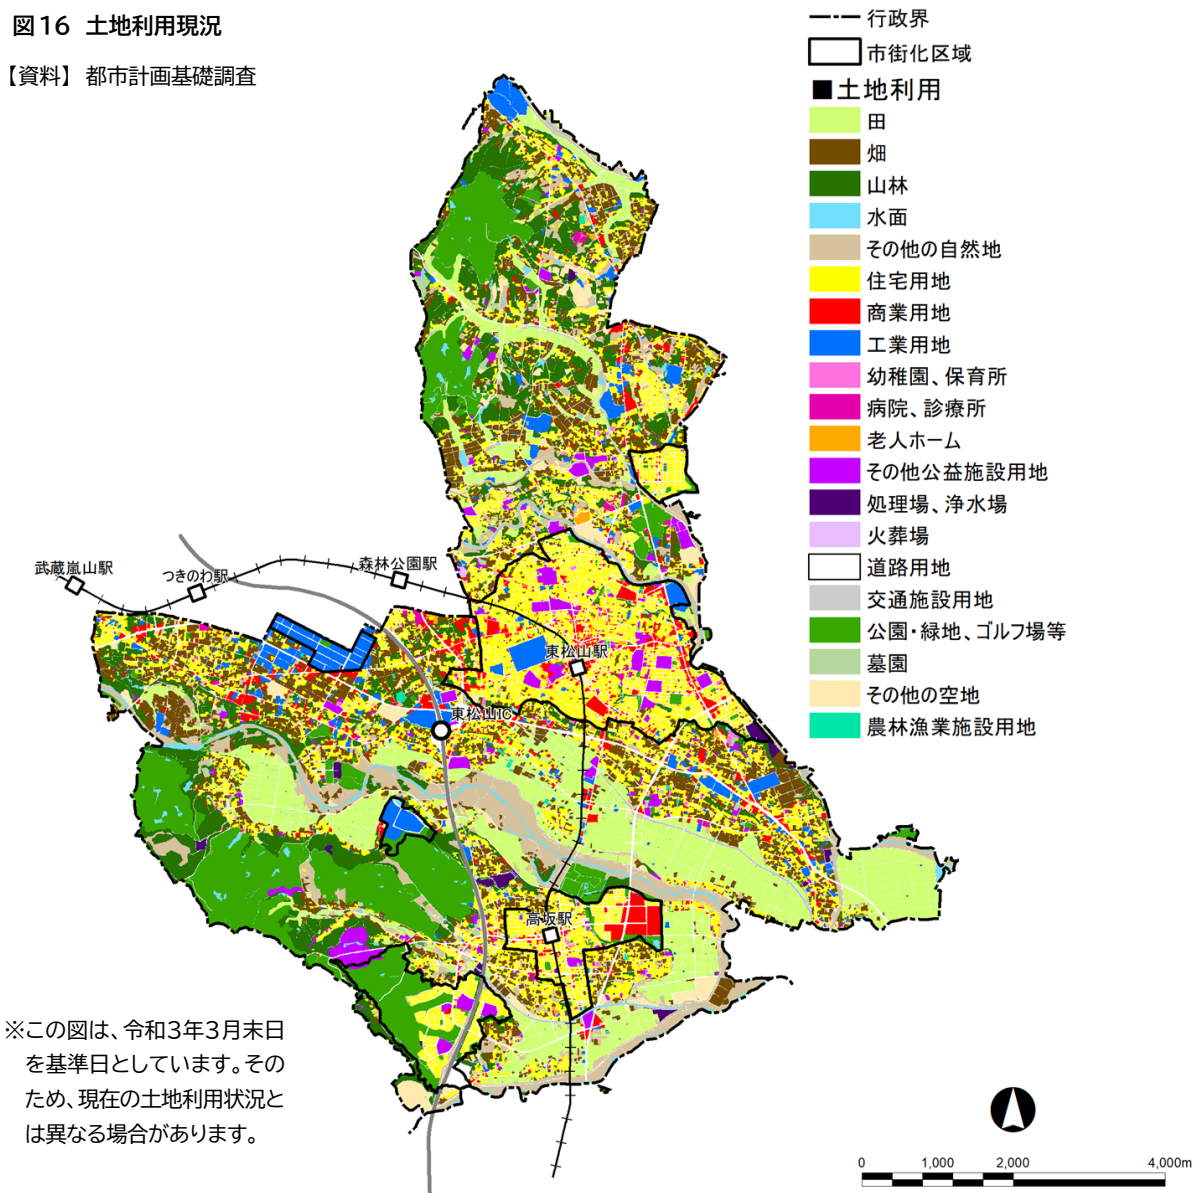 図16 土地利用現況
【資料】 都市計画基礎調査
行政界
市街化区域
■土地利用
田
畑
山林
水面
その他の自然地
住宅用地
商業用地
工業用地
幼稚園、保育所
病院、診療所
老人ホーム
その他公益施設用地
処理場、浄水場
火葬場
道路用地
交通施設用地
公園・緑地、ゴルフ場等
墓園
その他の空地
農林漁業施設用地
武蔵嵐山駅
つきのわ駅
森林公園駅
東松山駅
東松山IC
高坂駅
※この図は、令和3年3月末日
を基準日としています。その
ため、現在の土地利用状況と
は異なる場合があります。
0 1,000 2,000 4,000m